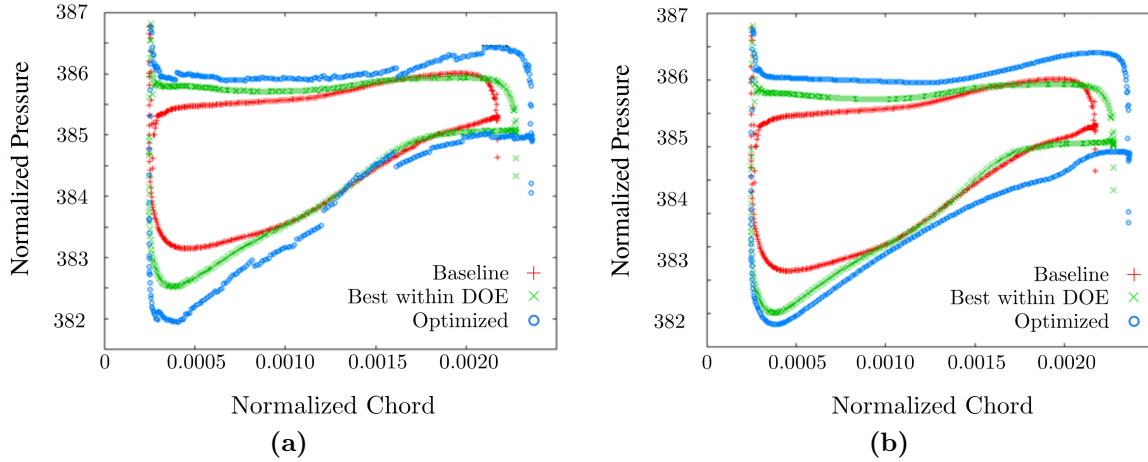 387
386
385
384
383
382
Normalized Pressure
Baseline
Best within DOE
Optimized
0
0.0005
0.0010
0.0015
0.0020
Normalized Chord
(a)
387
386
385
384
383
382
Normalized Pressure
Baseline
Best within DOE
Optimized
0
0.0005
0.0010
0.0015
0.0020
Normalized Chord
(b)